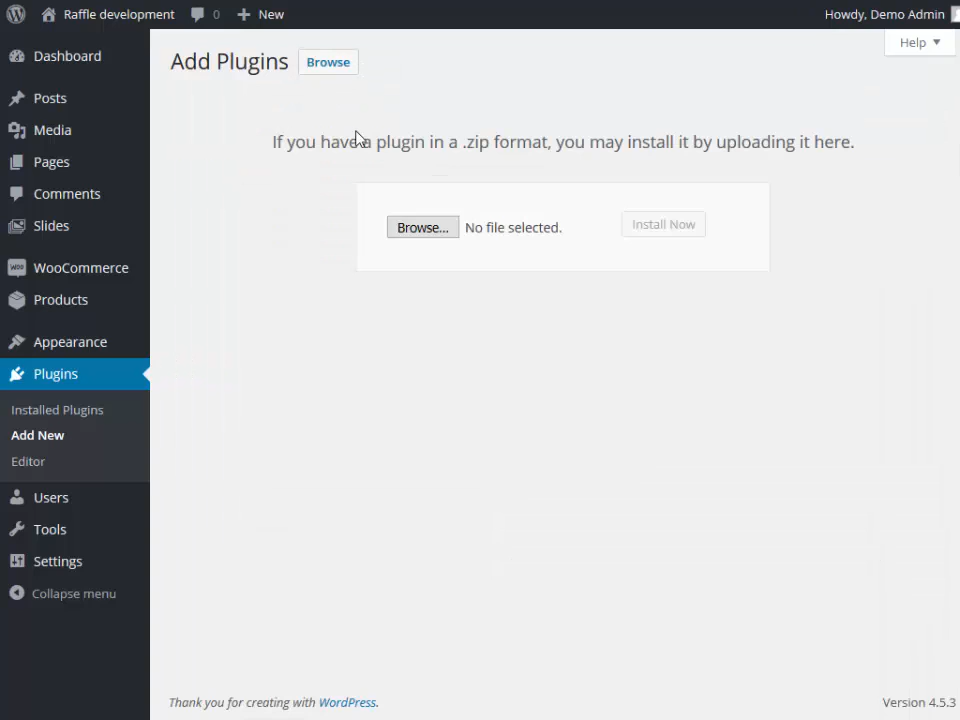 Raffle development 0 New Howdy, Demo Admin
Help
Dashboard
Posts
Media
Pages
Comments
Slides
WooCommerce
Products
Appearance
Plugins
Installed Plugins
Add New
Editor
Users
Tools
Settings
Collapse menu
Add Plugins Browse
If you have a plugin in a .zip format, you may install it by uploading it here.
Browse... No file selected. Install Now
Thank you for creating with WordPress. Version 4.5.3